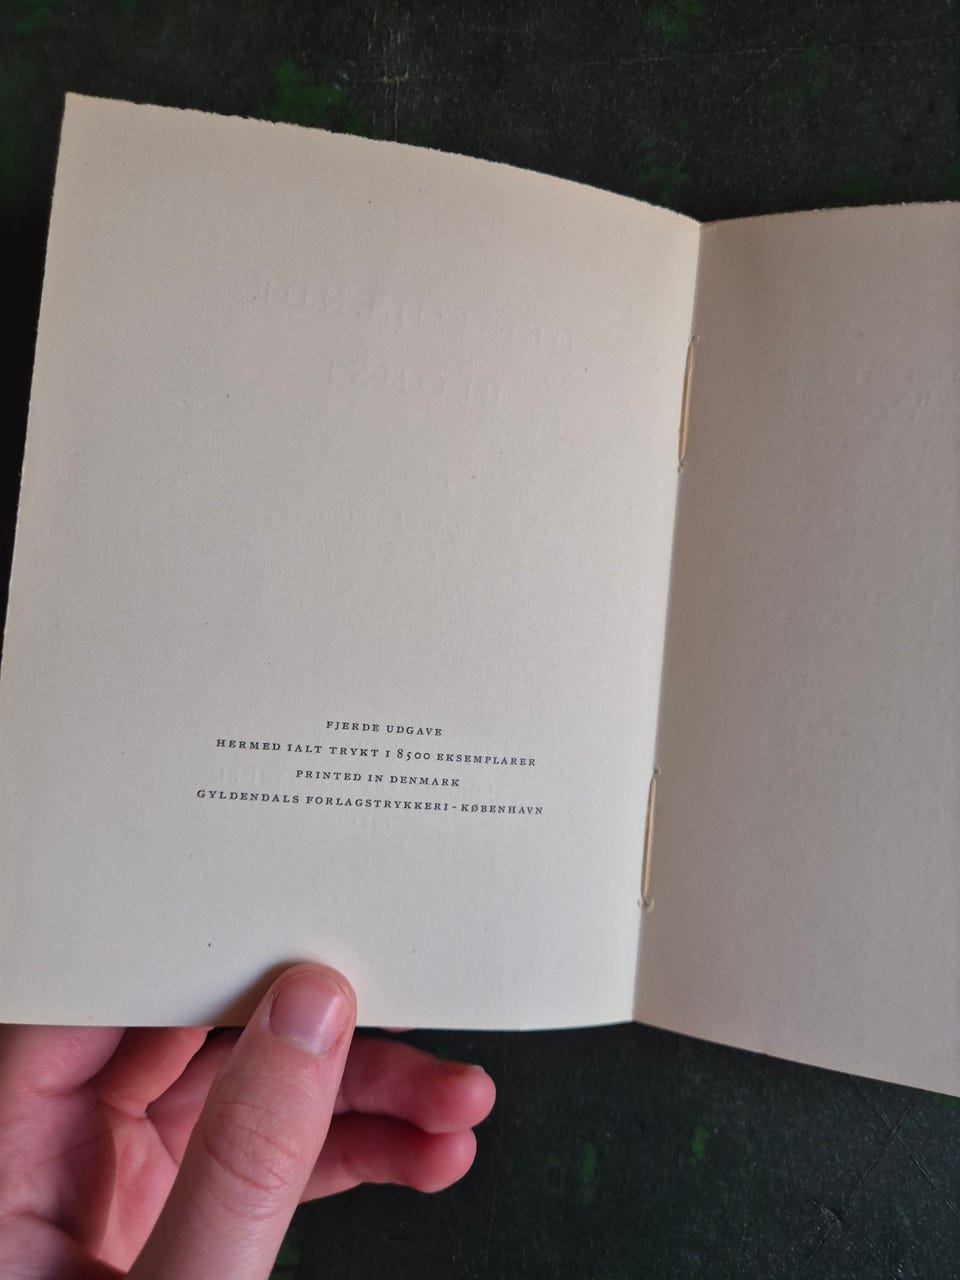 FJERDE UDGAVE
HERMED IALT TRYKT I 8500 EKSEMPLARER
PRINTED IN DENMARK
GYLDENDALS FORLAGSTRYKKERI - KØBENHAVN